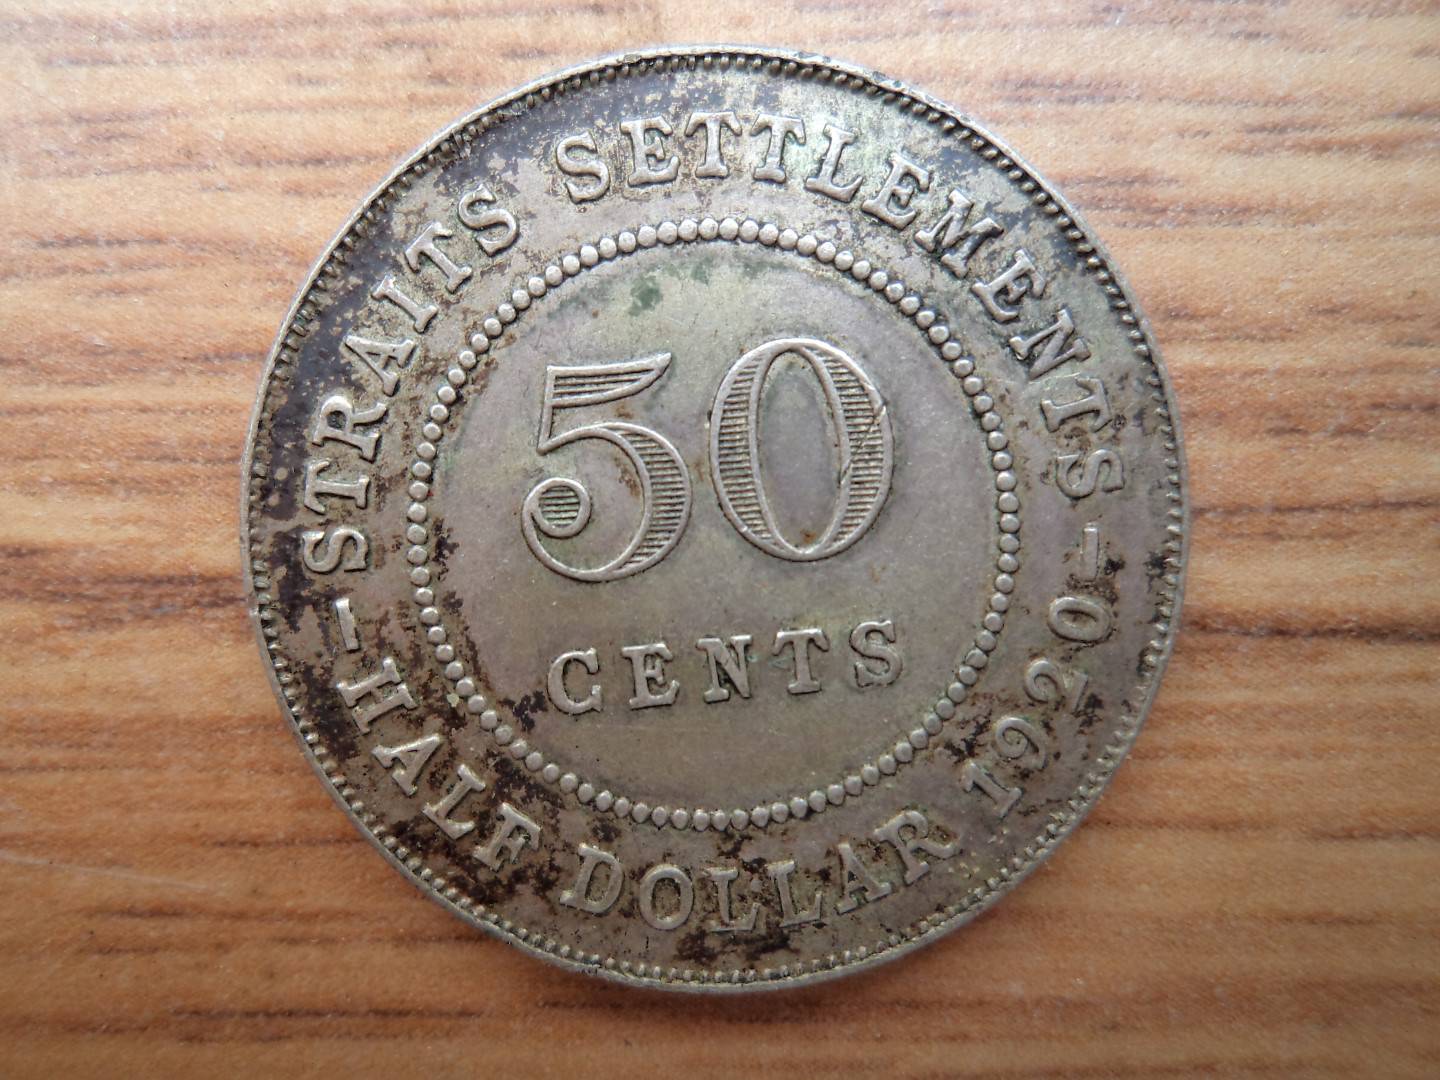 STRAITS SETTLEMENTS
50
CENTS
-HALF DOLLAR 1920-